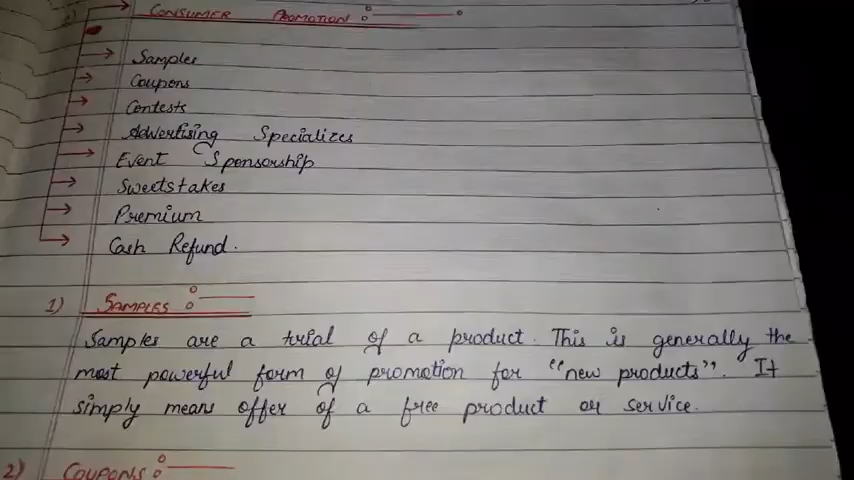 CONSUMER PROMOTION :-
Samples
Coupons
Contests
Advertising Specializes
Event Sponsorship
Sweetstakes
Premium
Cash Refund.
1) SAMPLES :-
Samples are a trial of a product. This is generally the
most powerful form of promotion for "new products". It
simply means offer of a free product or service.
2) COUPONS :-